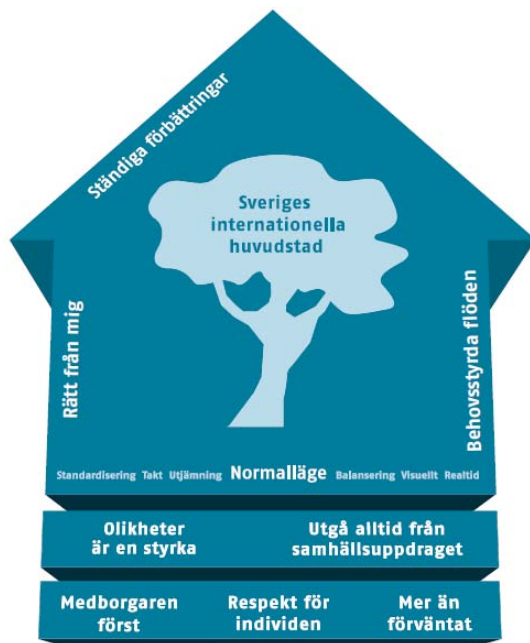 Ständiga förbättringar
Sveriges
internationella
huvudstad
Rätt från mig
Behovsstyrda flöden
Standardisering Takt Utjämning Normalläge Balansering Visuellt Realtid
Olikheter
är en styrka
Utgå alltid från
samhällsuppdraget
Medborgaren
först
Respekt för
individen
Mer än
förväntat